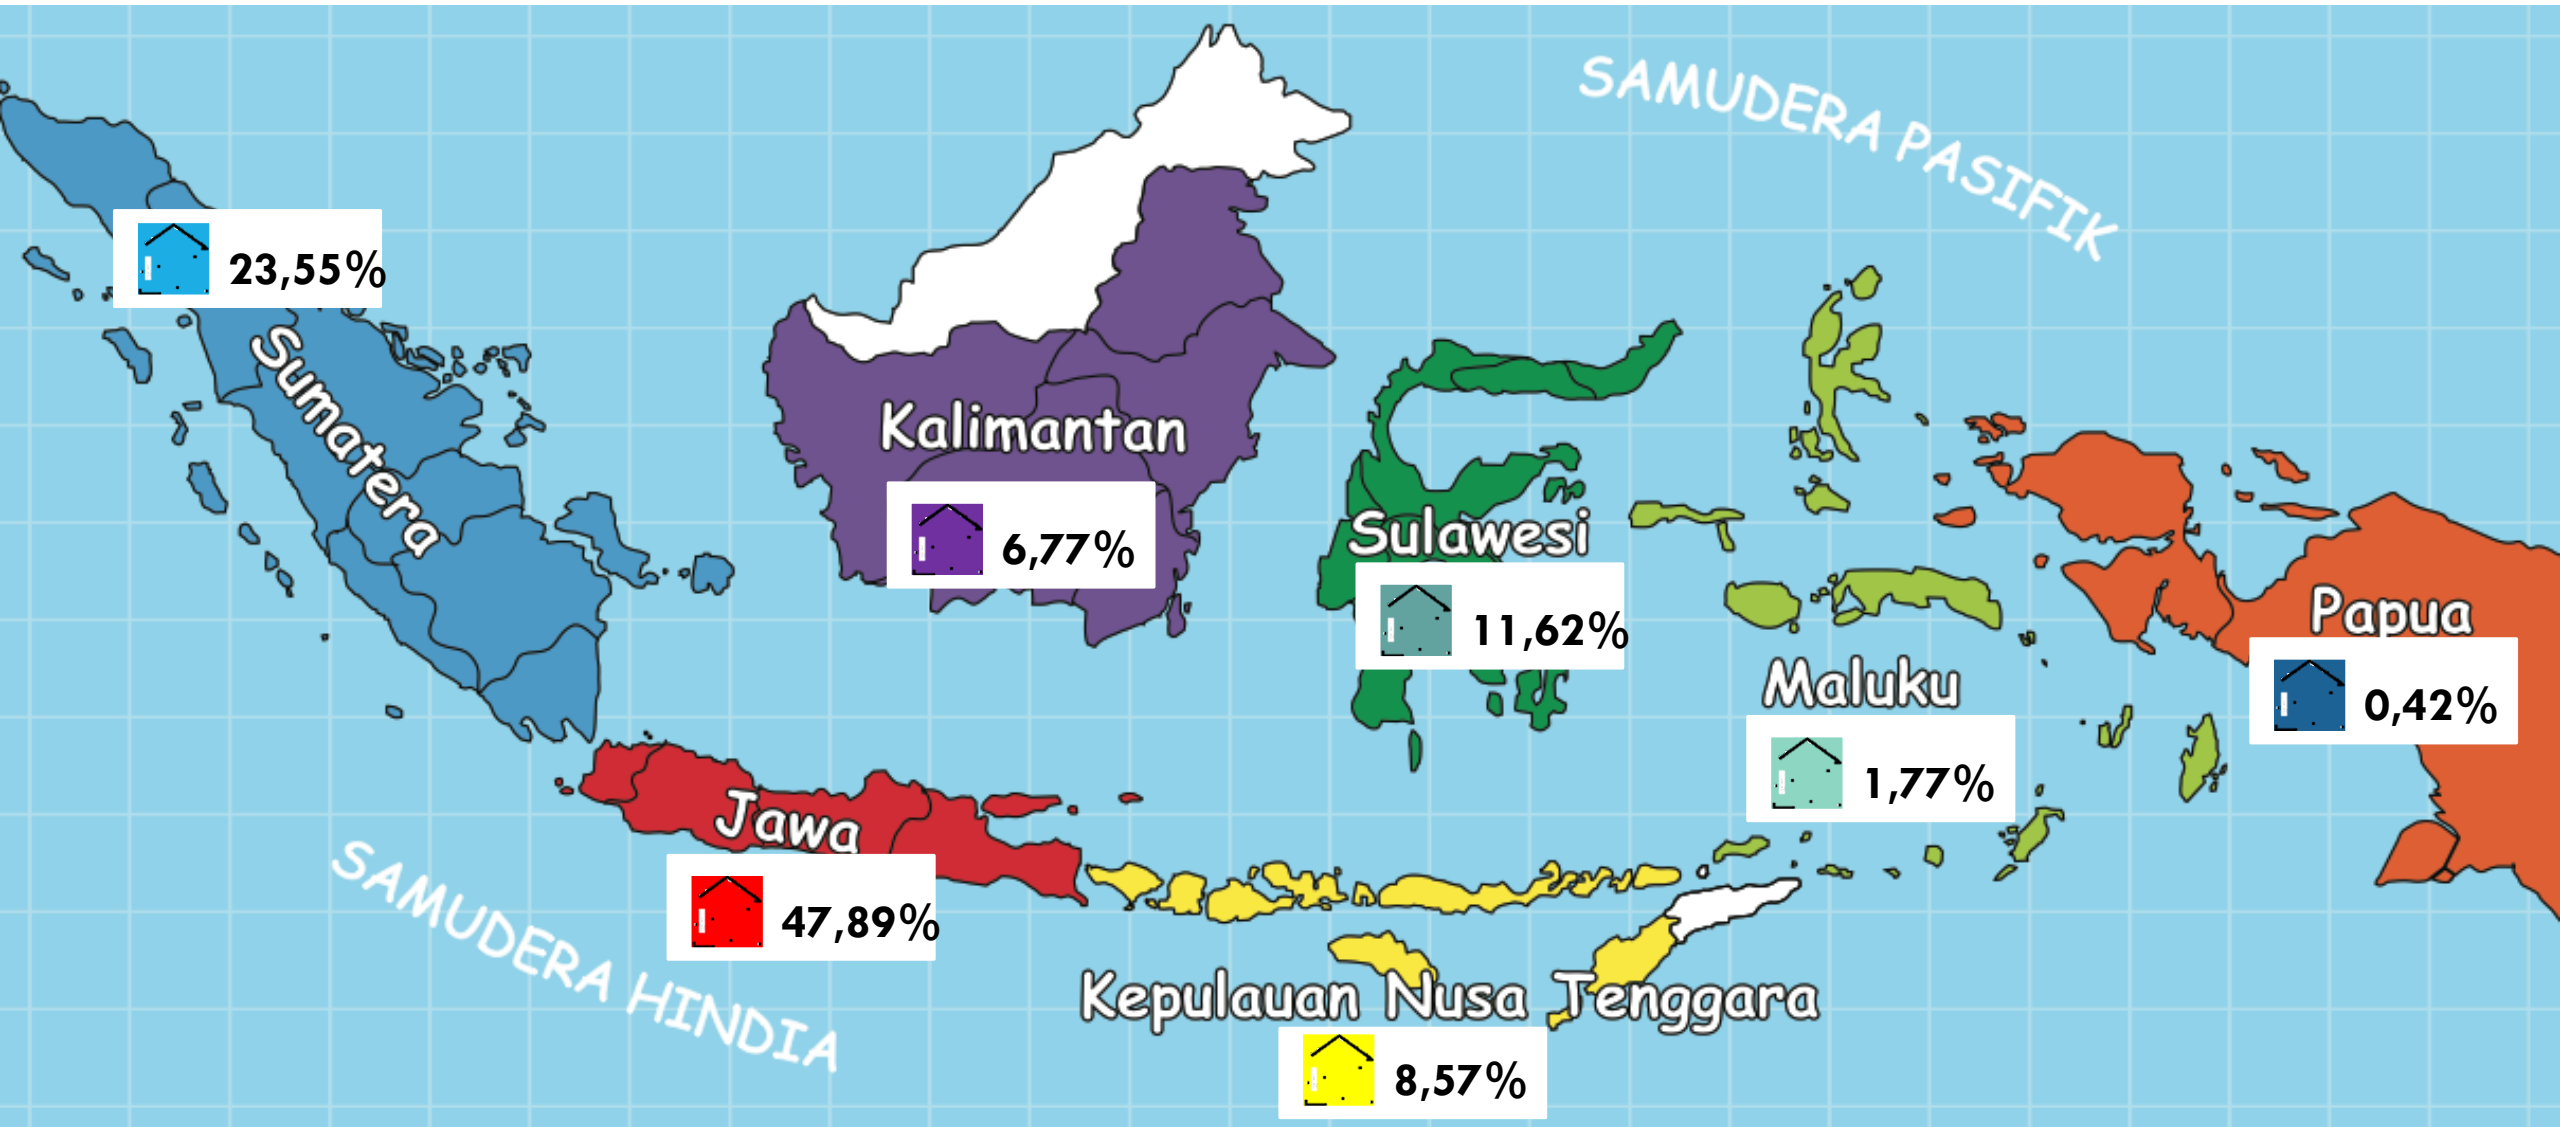 SAMUDERA PASIFIK
23,55%
Sumatera
Kalimantan
6,77%
Sulawesi
11,62%
Papua
0,42%
Maluku
1,77%
Jawa
47,89%
SAMUDERA HINDIA
Kepulauan Nusa Tenggara
8,57%